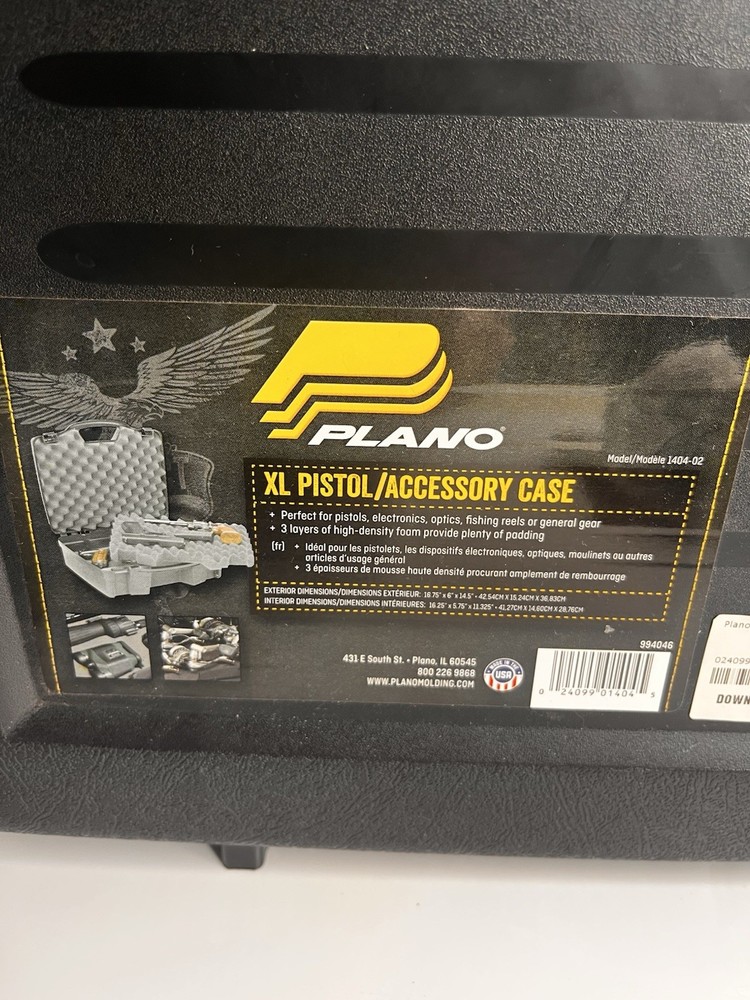 PLANO®
Model/Modèle 1404-02
XL PISTOL/ACCESSORY CASE
+ Perfect for pistols, electronics, optics, fishing reels or general gear
+ 3 layers of high-density foam provide plenty of padding
(fr) + Idéal pour les pistolets, les dispositifs électroniques, optiques, moulinets ou autres
articles d'usage général
+ 3 épaisseurs de mousse haute densité procurant amplement de rembourrage
EXTERIOR DIMENSIONS/DIMENSIONS EXTÉRIEUR: 16.75" x 6" x 14.5" • 42.54CM X 15.24CM X 36.83CM
INTERIOR DIMENSIONS/DIMENSIONS INTÉRIEURES: 16.25" x 5.75" x 11.325" • 41.27CM X 14.60CM X 28.76CM
994046
431 E South St. • Plano, IL 60545
800 226 9868
WWW.PLANOMOLDING.COM
MADE IN THE
USA
0 24099 01404 5
Plano
024099
DOWN